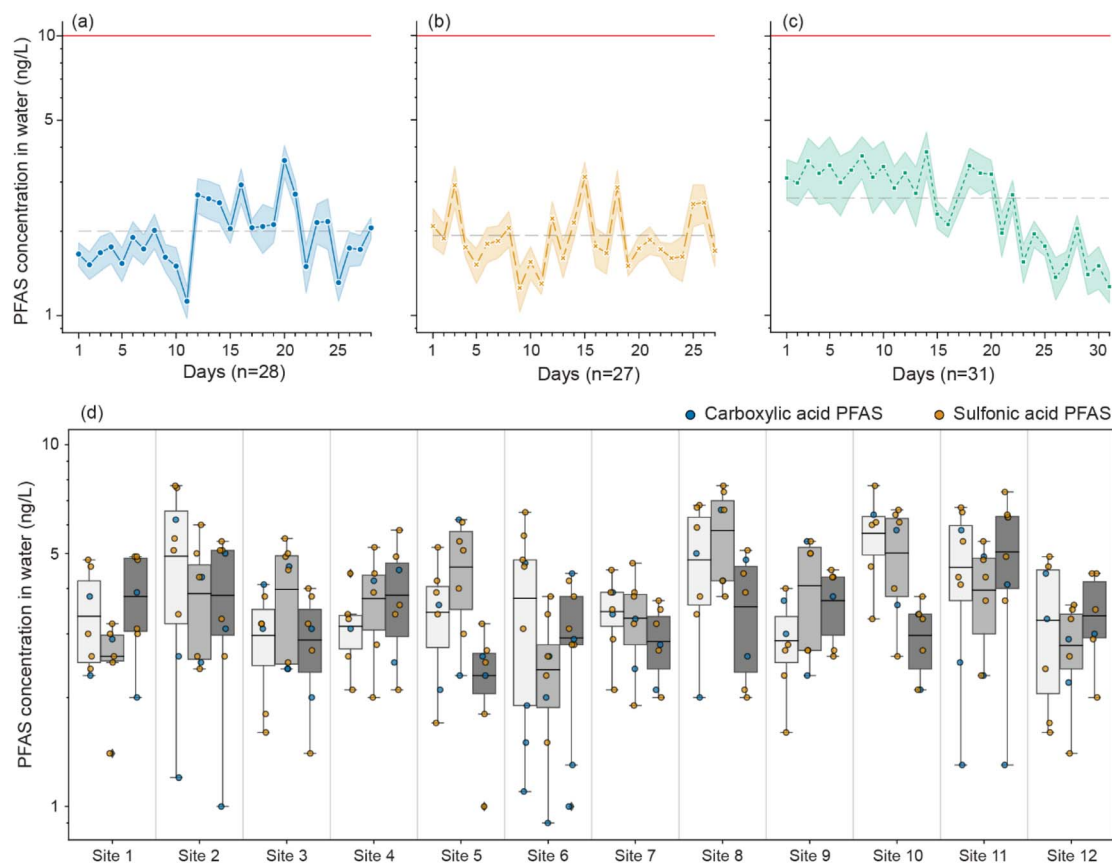 (a)
(b)
(c)
PFAS concentration in water (ng/L)
10
5
1
1 5 10 15 20 25
Days (n=28)
1 5 10 15 20 25
Days (n=27)
1 5 10 15 20 25 30
Days (n=31)
(d)
Carboxylic acid PFAS
Sulfonic acid PFAS
PFAS concentration in water (ng/L)
10
5
1
Site 1 Site 2 Site 3 Site 4 Site 5 Site 6 Site 7 Site 8 Site 9 Site 10 Site 11 Site 12